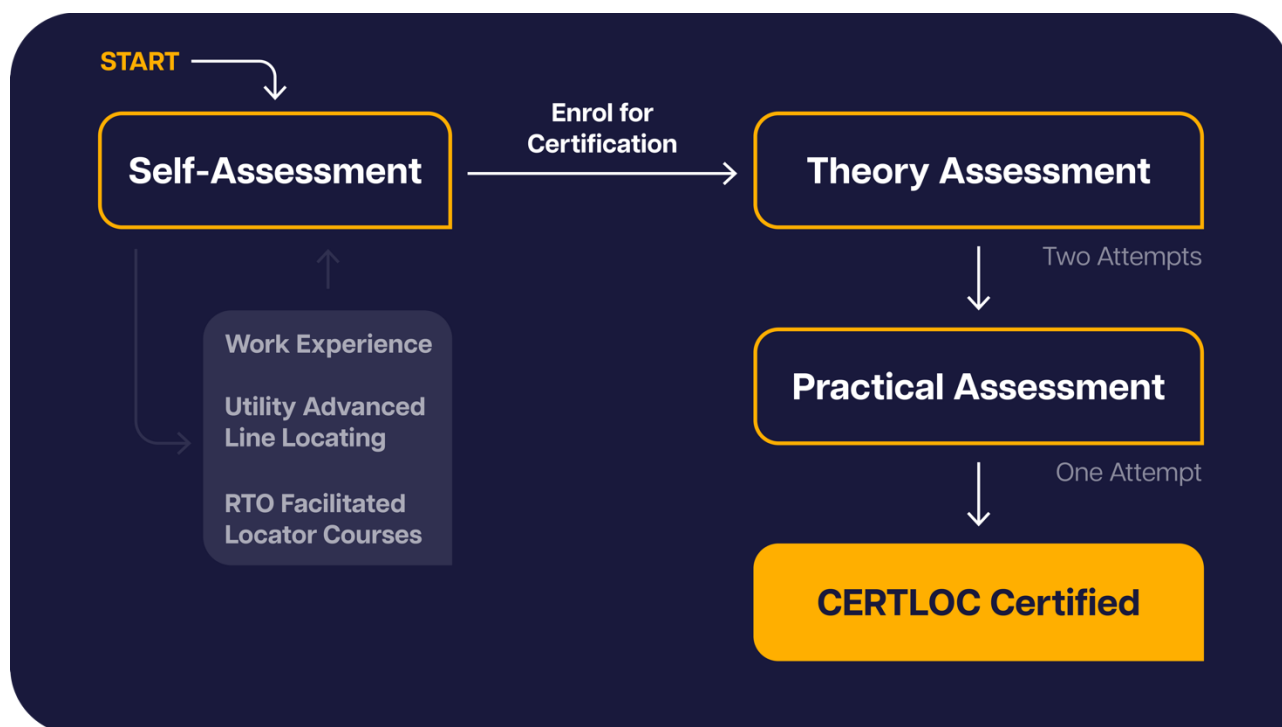 START
Self-Assessment
Enrol for
Certification
Theory Assessment
Two Attempts
Work Experience
Utility Advanced
Line Locating
RTO Facilitated
Locator Courses
Practical Assessment
One Attempt
CERTLOC Certified